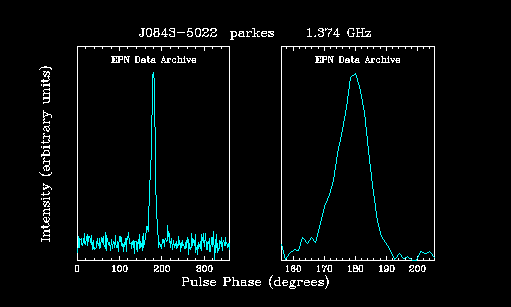 J0843-5022 parkes 1.374 GHz
EPN Data Archive EPN Data Archive
Intensity (arbitrary units)
0 100 200 300 160 170 180 190 200
Pulse Phase (degrees)